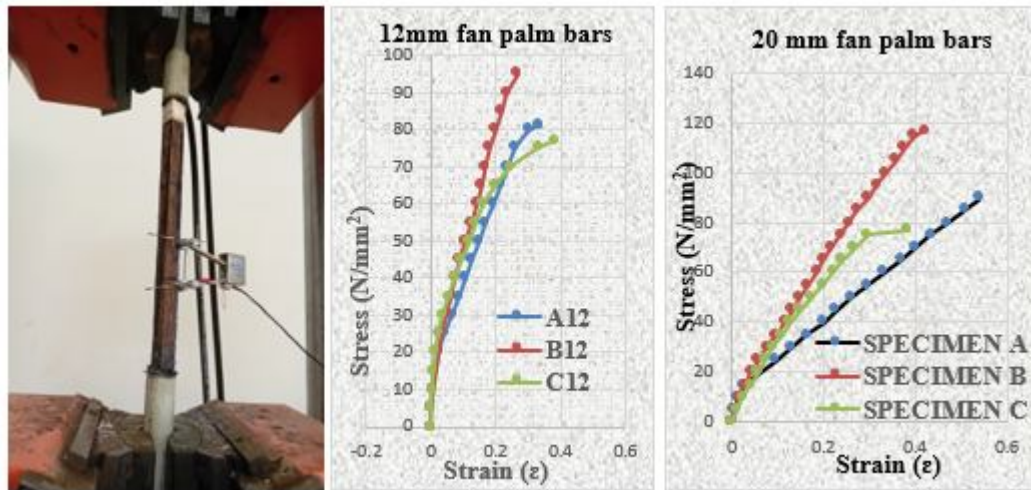 12mm fan palm bars
100
90
80
70
60
50
40
30
20
10
0
Stress (N/mm²)
A12
B12
C12
-0.2 0 0.2 0.4 0.6
Strain (ε)
20 mm fan palm bars
140
120
100
80
60
40
20
0
Stress (N/mm²)
SPECIMEN A
SPECIMEN B
SPECIMEN C
0 0.2 0.4 0.6
Strain (ε)